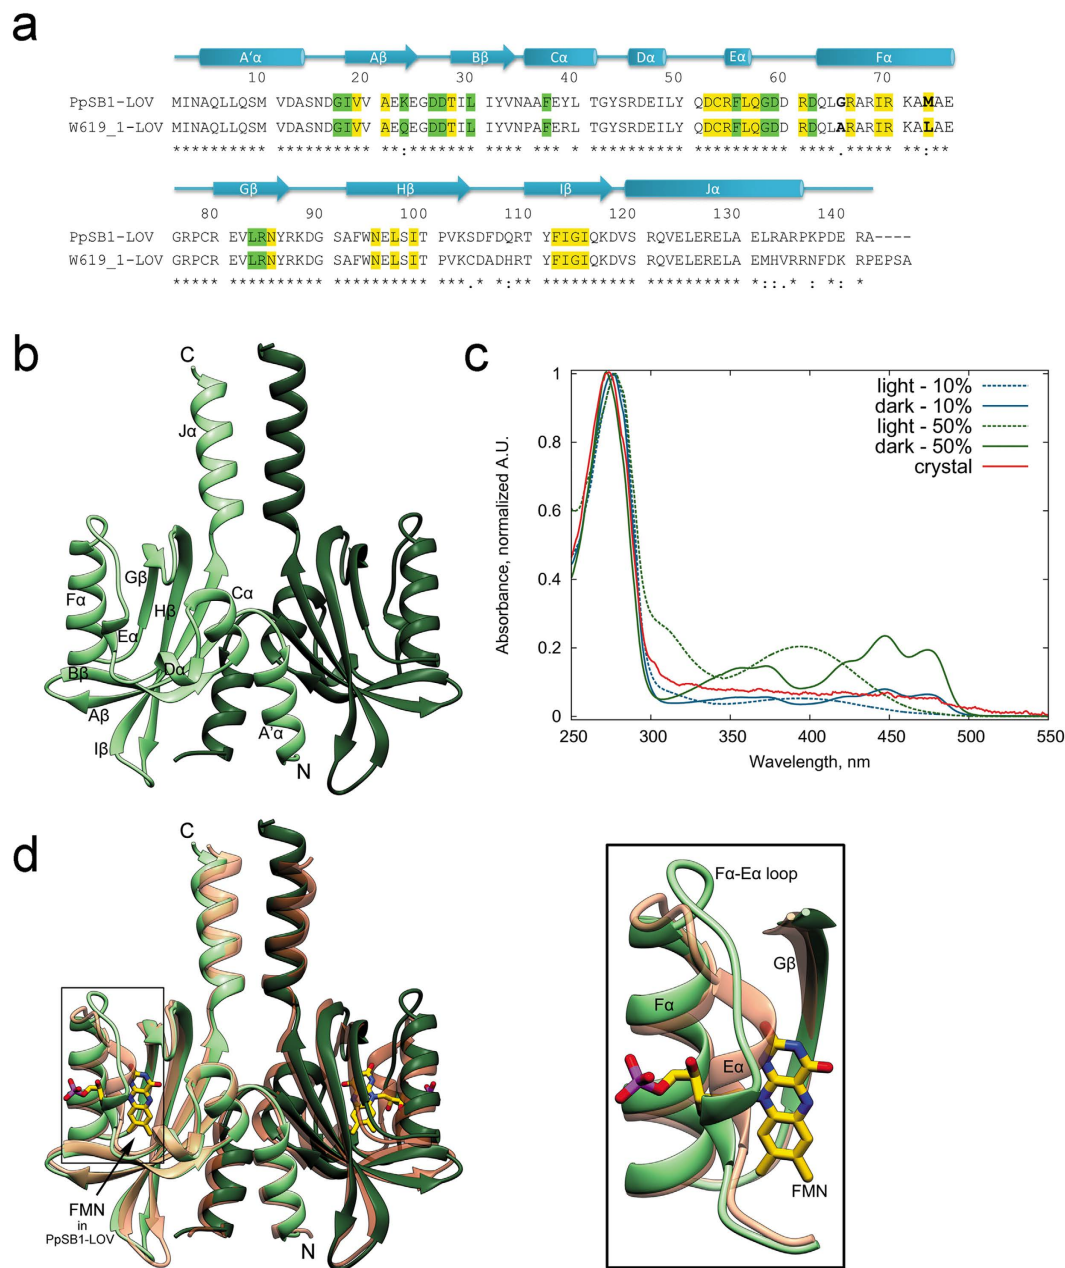 a
A'α Aβ Bβ Cα Dα Eα Fα
10 20 30 40 50 60 70
PpSB1-LOV MINAQLLQSM VDASNDGIVV AEKEGDDTIL IYVNAAFEYL TGYSRDEILY QDCRFLQGDD RDQLGRARIR KAMAE
W619_1-LOV MINAQLLQSM VDASNDGIVV AEQEGDDTIL IYVNPAFERL TGYSRDEILY QDCRFLQGDD RDQLARARIR KALAE
Gβ Hβ Iβ Jα
80 90 100 110 120 130 140
PpSB1-LOV GRPCR EVLRNYRKDG SAFWNELSIT PVKSDFDQRT YFIGIQKDVS RQVELERELA ELRARPKPDE RA----
W619_1-LOV GRPCR EVLRNYRKDG SAFWNELSIT PVKCDADHRT YFIGIQKDVS RQVELERELA EMHVRRNFDK RPEPSA
b
C
Jα
Gβ
Cα
Fα
Hβ
Eα
Dα
Bβ
Aβ
A'α
Iβ
N
c
light - 10%
dark - 10%
light - 50%
dark - 50%
crystal
Absorbance, normalized A.U.
1
0.8
0.6
0.4
0.2
0
250 300 350 400 450 500 550
Wavelength, nm
d
C
FMN
in
PpSB1-LOV
N
Fα-Eα loop
Gβ
Fα
Eα
FMN